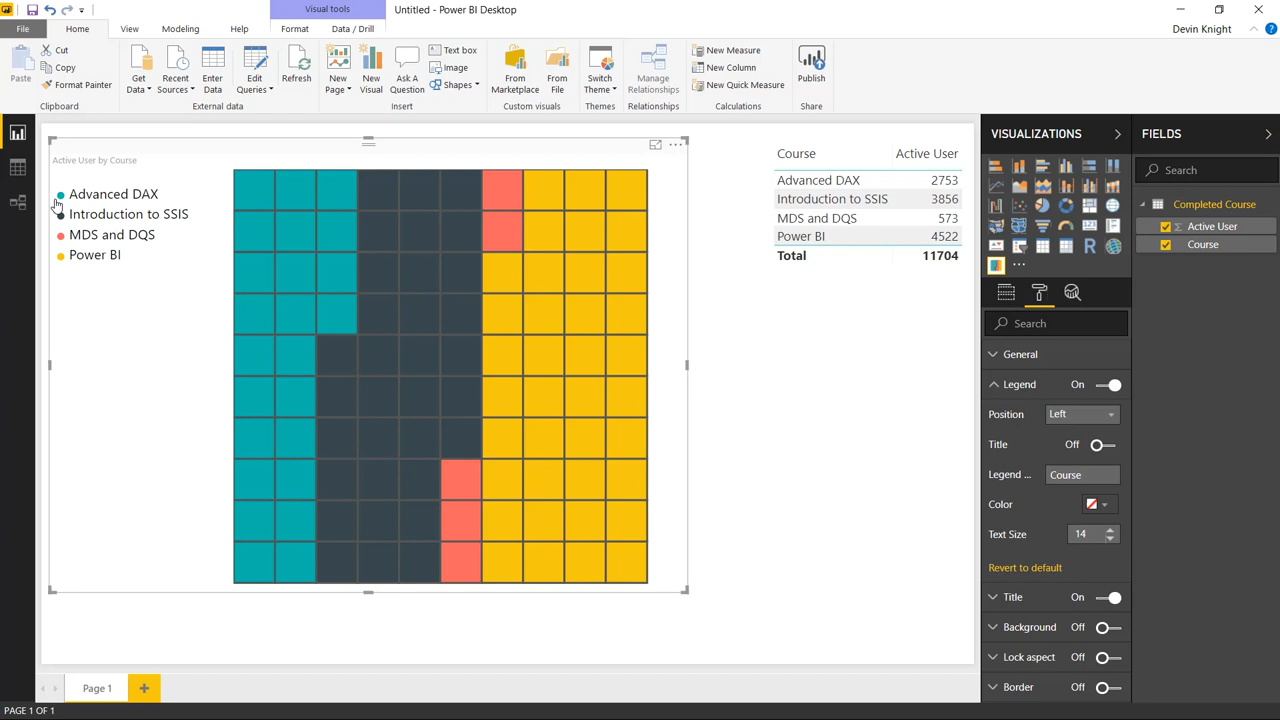 Visual tools
Untitled - Power BI Desktop
File
Home
View
Modeling
Help
Format
Data / Drill
Devin Knight
?
Paste
Cut
Copy
Format Painter
Clipboard
Get Data
Recent Sources
Enter Data
Edit Queries
Refresh
External data
New Page
New Visual
Ask A Question
Text box
Image
Shapes
Insert
From Marketplace
From File
Custom visuals
Switch Theme
Themes
Manage Relationships
Relationships
New Measure
New Column
New Quick Measure
Calculations
Publish
Share
Active User by Course
Advanced DAX
Introduction to SSIS
MDS and DQS
Power BI
Course Active User
Advanced DAX 2753
Introduction to SSIS 3856
MDS and DQS 573
Power BI 4522
Total 11704
VISUALIZATIONS
R
Search
General
Legend On
Position Left
Title Off
Legend ... Course
Color
Text Size 14
Revert to default
Title On
Background Off
Lock aspect Off
Border Off
FIELDS
Search
Completed Course
Σ Active User
Course
Page 1
PAGE 1 OF 1